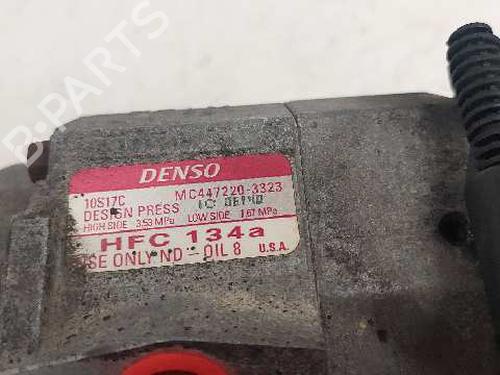 B-PARTS
DENSO
10S17C MC447220-3323
DESIGN PRESS
HIGH SIDE 3.53 MPa LOW SIDE 1.67 MPa
HFC 134a
USE ONLY ND-OIL 8 U.S.A.